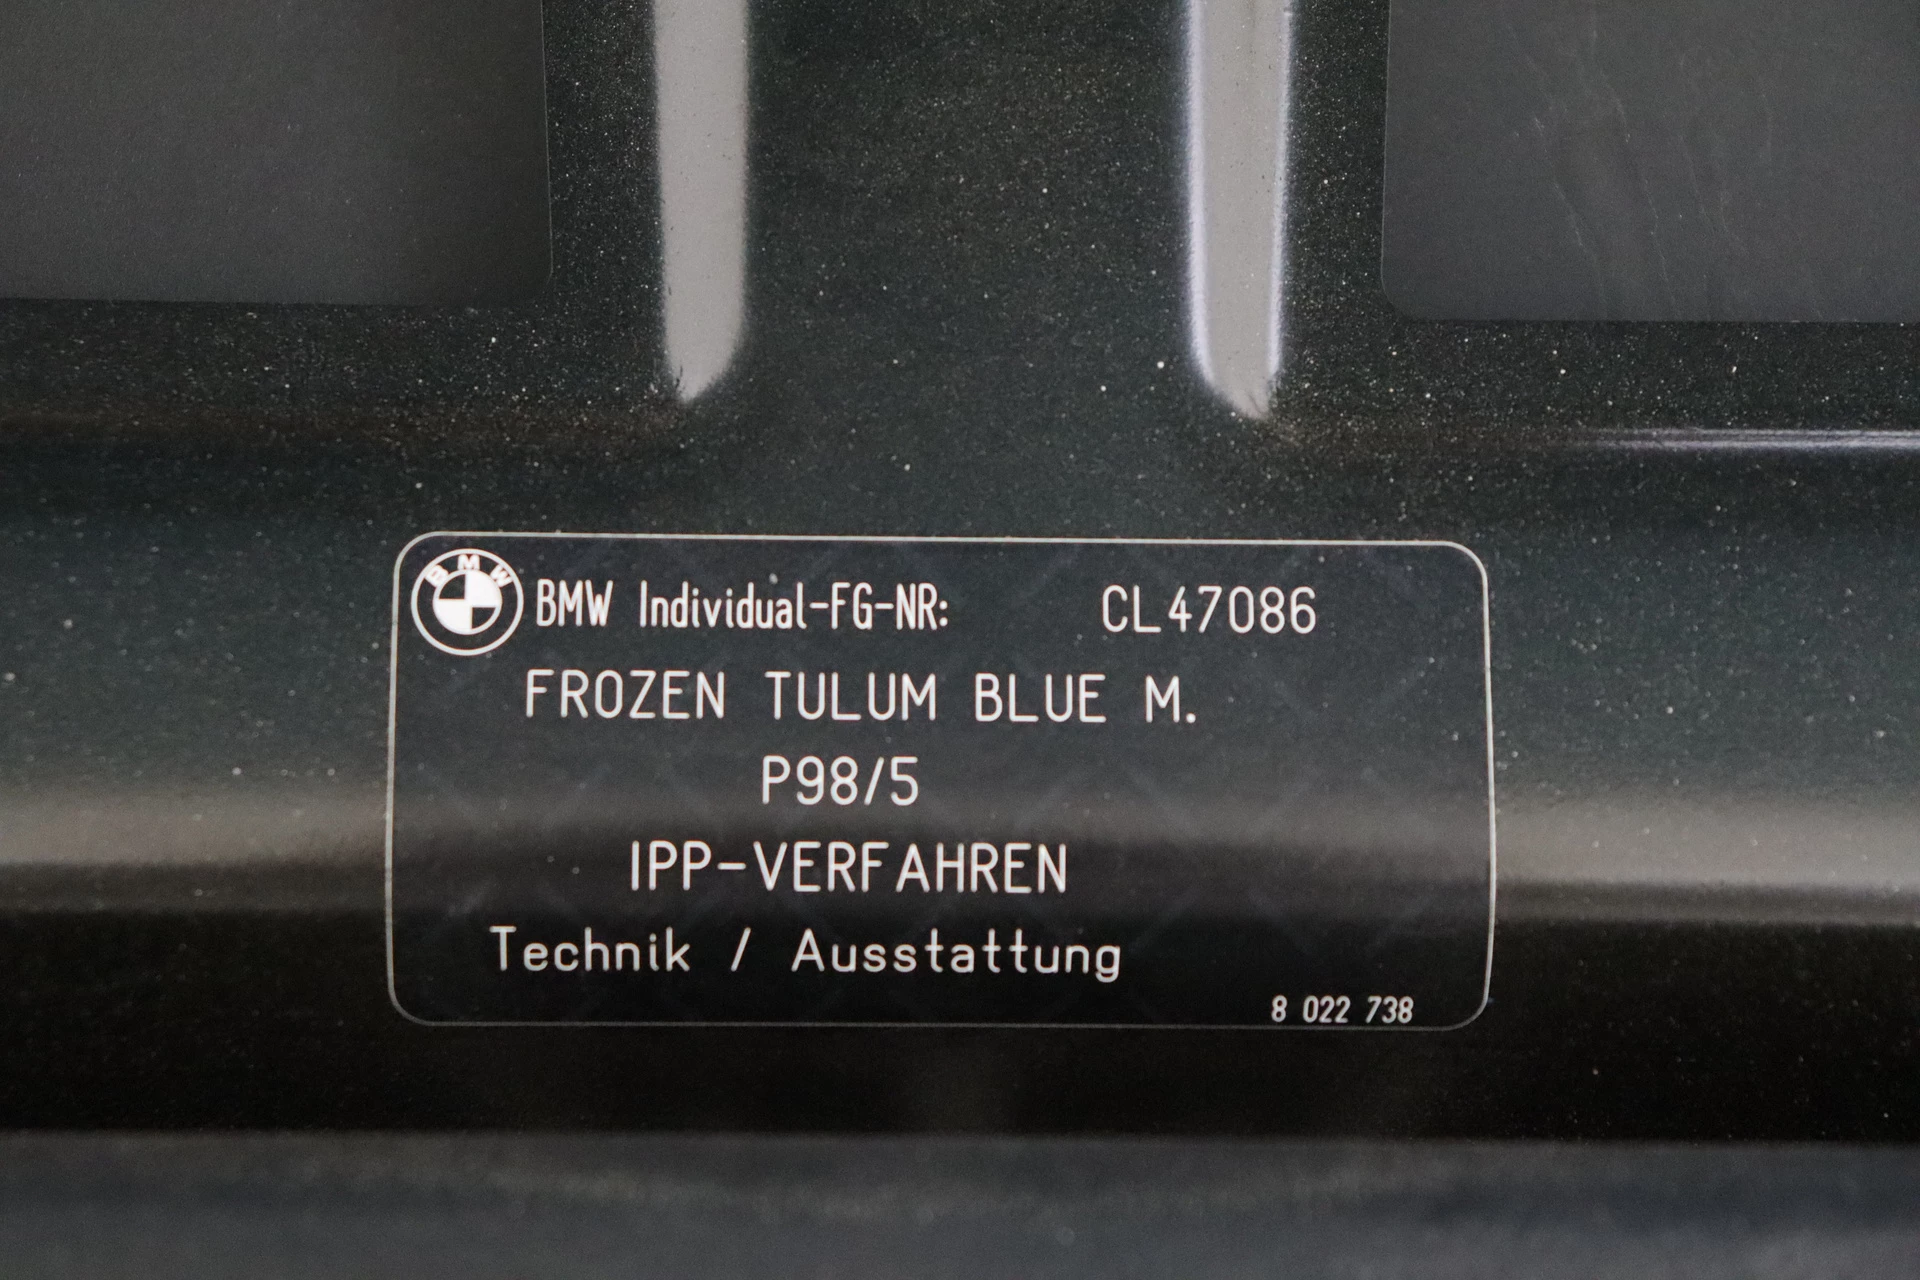 BMW BMW Individual-FG-NR: CL47086
FROZEN TULUM BLUE M.
P98/5
IPP-VERFAHREN
Technik / Ausstattung
8 022 738